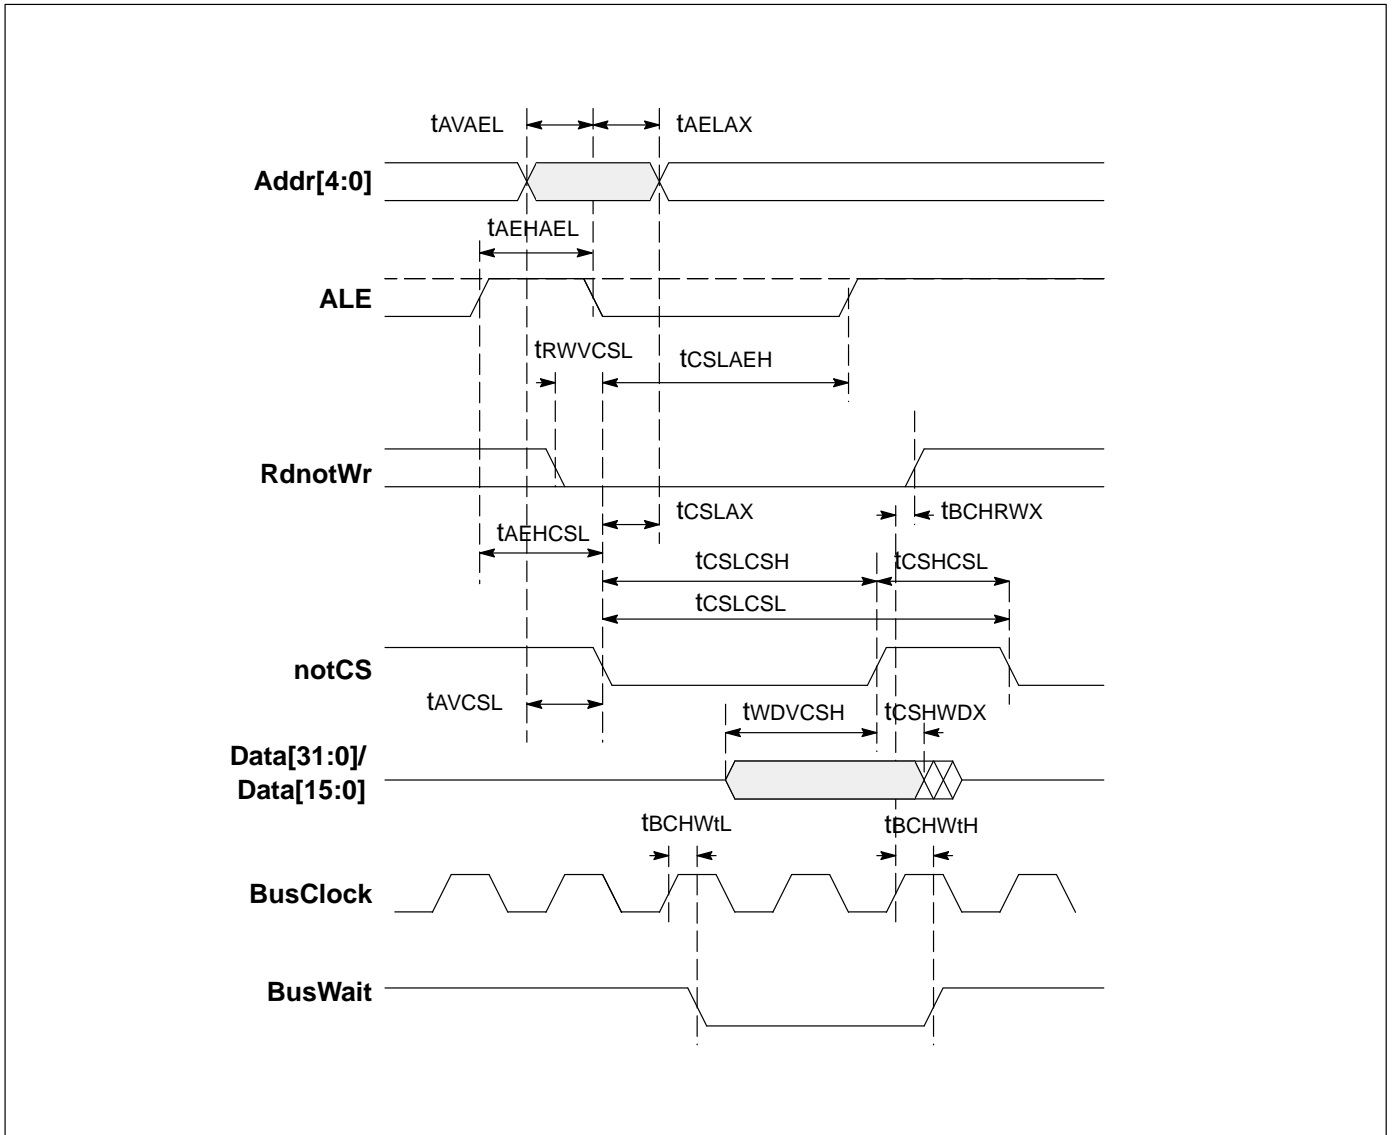 tAVAEL tAELAX
Addr[4:0]
tAEHAEL
ALE
tRWVCSL tCSLAEH
RdnotWr
tCSLAX tBCHRWX
tAEHCSL
tCSLCSH tCSHCSL
tCSLCSL
notCS
tAVCSL
tWDVCSH tCSHWDX
Data[31:0]/
Data[15:0]
tBCHWtL tBCHWtH
BusClock
BusWait